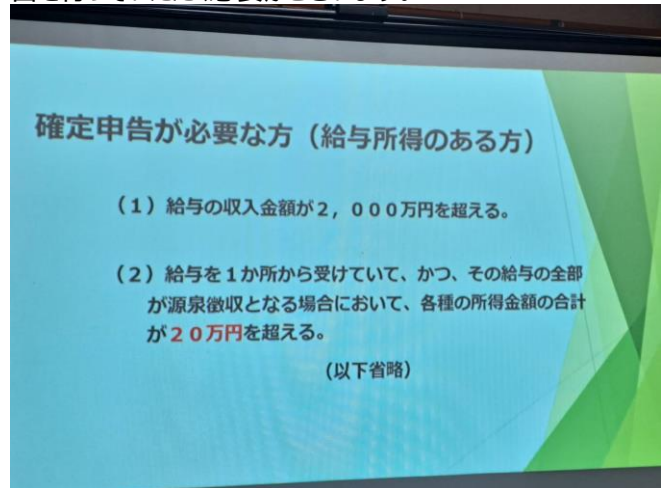 確定申告が必要な方(給与所得のある方)
(1)給与の収入金額が2,000万円を超える。
(2)給与を1か所から受けていて、かつ、その給与の全部
が源泉徴収となる場合において、各種の所得金額の合計
が20万円を超える。
(以下省略)